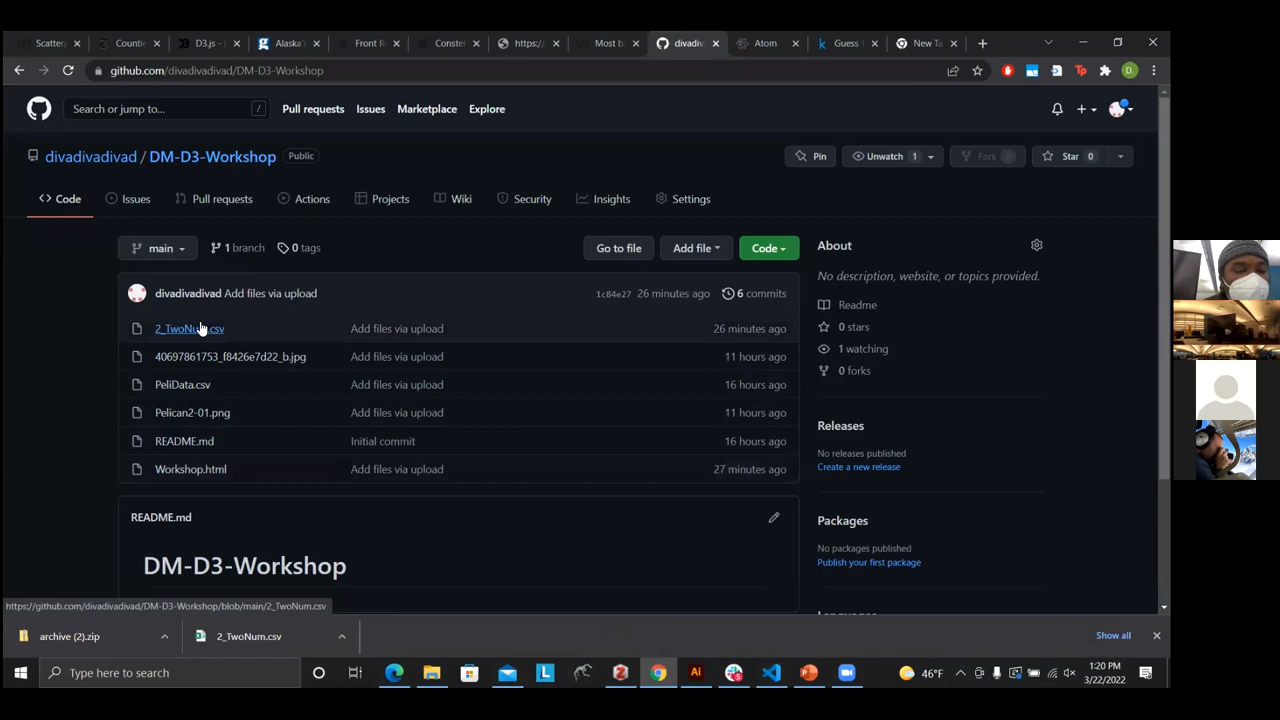 Scatter
Countie
D3.js - I
Alaska'
Front R
Conste
https:/
Most b
divadiv
Atom
Guess
New Ta
github.com/divadivadivad/DM-D3-Workshop
D.
Search or jump to...
/
Pull requests
Issues
Marketplace
Explore
divadivadivad / DM-D3-Workshop
Public
Pin
Unwatch 1
Fork 0
Star 0
Code
Issues
Pull requests
Actions
Projects
Wiki
Security
Insights
Settings
main
1 branch
0 tags
Go to file
Add file
Code
divadivadivad Add files via upload
1c84e27 26 minutes ago
6 commits
2_TwoNum.csv
Add files via upload
26 minutes ago
40697861753_f8426e7d22_b.jpg
Add files via upload
11 hours ago
PeliData.csv
Add files via upload
16 hours ago
Pelican2-01.png
Add files via upload
11 hours ago
README.md
Initial commit
16 hours ago
Workshop.html
Add files via upload
27 minutes ago
README.md
DM-D3-Workshop
About
No description, website, or topics provided.
Readme
0 stars
1 watching
0 forks
Releases
No releases published
Create a new release
Packages
No packages published
Publish your first package
https://github.com/divadivadivad/DM-D3-Workshop/blob/main/2_TwoNum.csv
archive (2).zip
2_TwoNum.csv
Show all
Type here to search
46°F
1:20 PM
3/22/2022